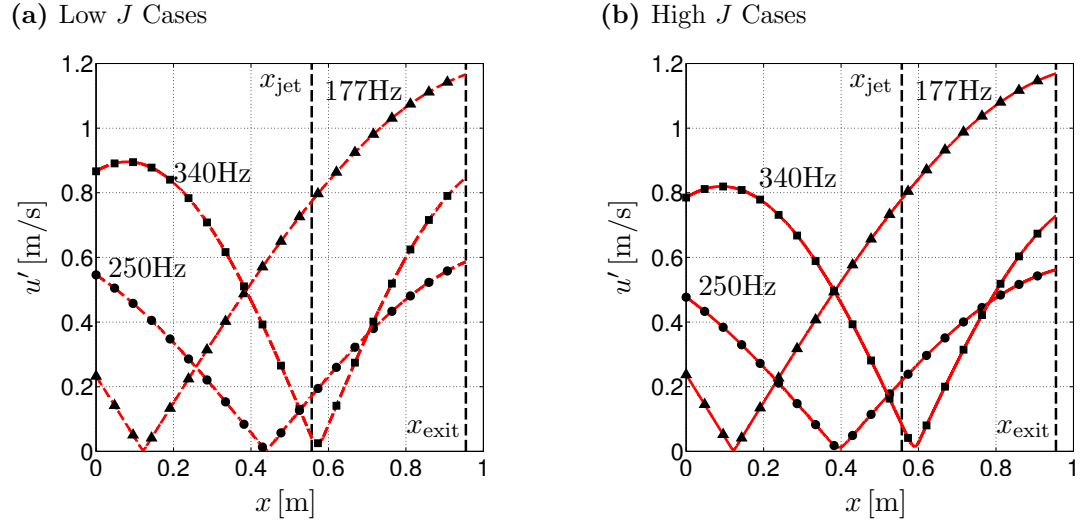 (a) Low J Cases
1.2
1
0.8
0.6
0.4
0.2
0
u′ [m/s]
x_jet
177Hz
340Hz
250Hz
x_exit
0 0.2 0.4 0.6 0.8 1
x [m]
(b) High J Cases
1.2
1
0.8
0.6
0.4
0.2
0
u′ [m/s]
x_jet
177Hz
340Hz
250Hz
x_exit
0 0.2 0.4 0.6 0.8 1
x [m]